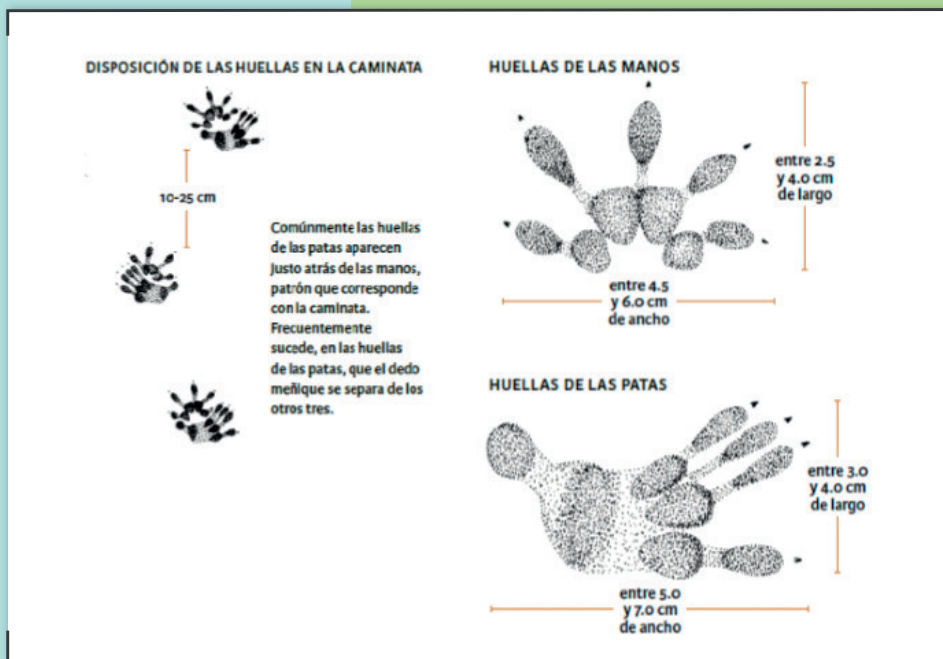 DISPOSICIÓN DE LAS HUELLAS EN LA CAMINATA
10-25 cm
Comúnmente las huellas
de las patas aparecen
justo atrás de las manos,
patrón que corresponde
con la caminata.
Frecuentemente
sucede, en las huellas
de las patas, que el dedo
meñique se separa de los
otros tres.
HUELLAS DE LAS MANOS
entre 2.5
y 4.0 cm
de largo
entre 4.5
y 6.0 cm
de ancho
HUELLAS DE LAS PATAS
entre 3.0
y 4.0 cm
de largo
entre 5.0
y 7.0 cm
de ancho